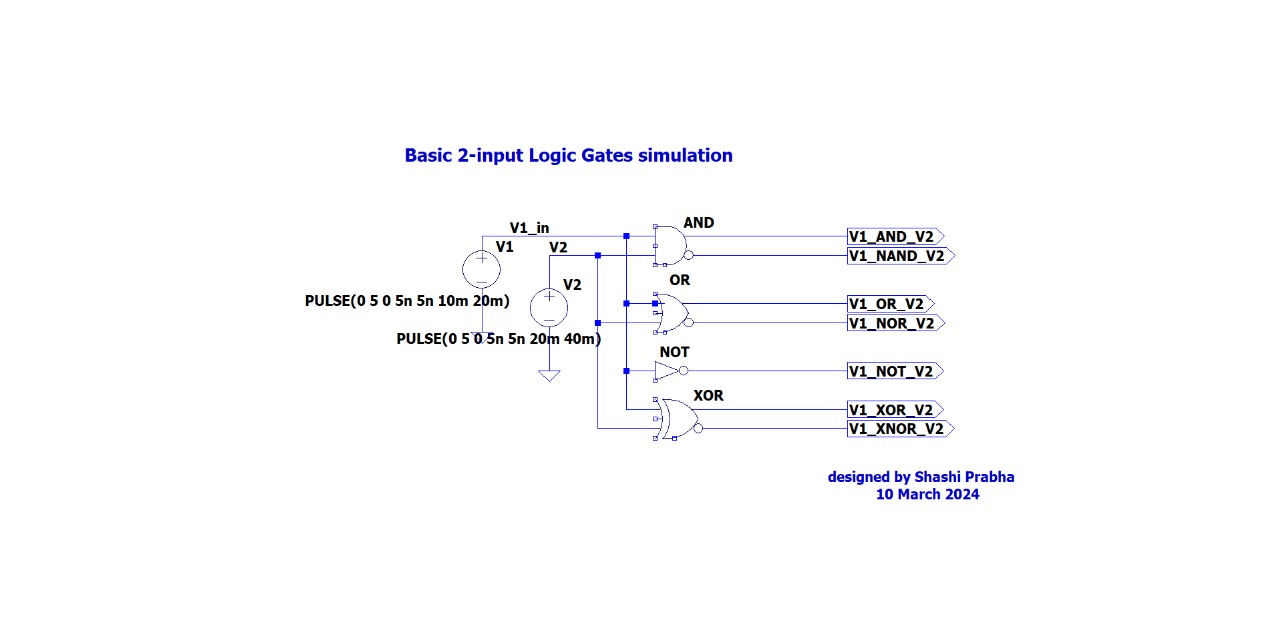 Basic 2-input Logic Gates simulation
AND
V1_in
V1_AND_V2
V1
V2
V1_NAND_V2
OR
V2
PULSE(0 5 0 5n 5n 10m 20m)
V1_OR_V2
V1_NOR_V2
PULSE(0 5 0 5n 5n 20m 40m)
NOT
V1_NOT_V2
XOR
V1_XOR_V2
V1_XNOR_V2
designed by Shashi Prabha
10 March 2024